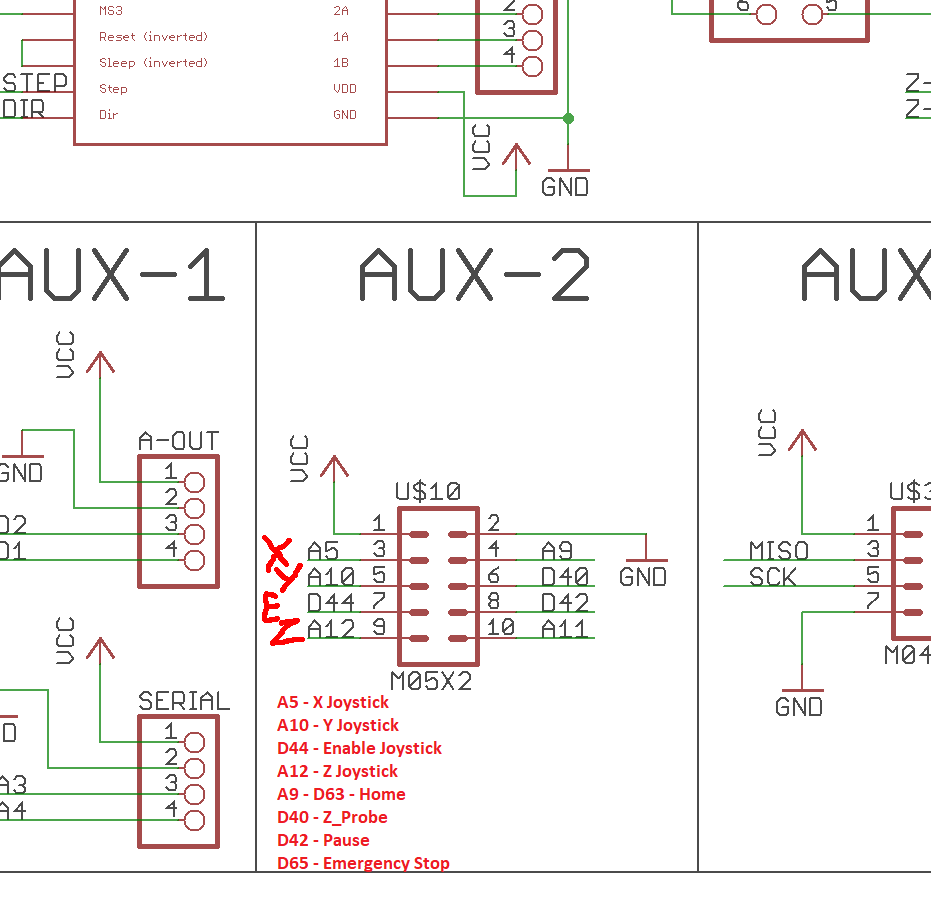 2
6
5
MS3
2A
Reset (inverted)
1A
3
Sleep (inverted)
1B
4
STEP
Step
VDD
Z-
DIR
Dir
GND
Z-
VCC
GND
AUX-1
AUX-2
AUX
VCC
A-OUT
GND
1
2
D2
3
D1
4
VCC
U$10
1
2
X
A5
3
4
A9
GND
Y
A10
5
6
D40
E
D44
7
8
D42
Z
A12
9
10
A11
M05X2
VCC
U$3
1
MISO
3
SCK
5
7
M04
GND
VCC
SERIAL
1
2
D
A3
3
A4
4
A5 - X Joystick
A10 - Y Joystick
D44 - Enable Joystick
A12 - Z Joystick
A9 - D63 - Home
D40 - Z_Probe
D42 - Pause
D65 - Emergency Stop